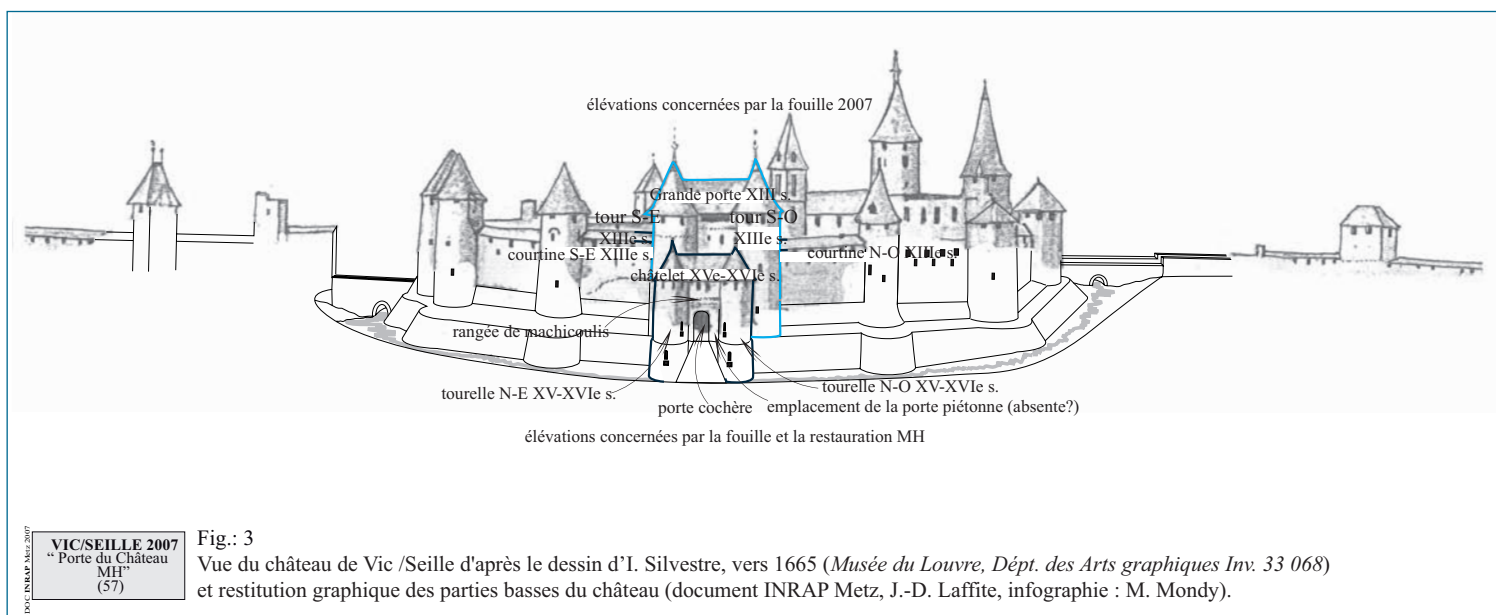 élévations concernées par la fouille 2007
Grande porte XIII s.
tour S-E
tour S-O
XIIIe s.
XIIIe s.
courtine S-E XIIIe s.
courtine N-O XIIIe s.
châtelet XVe-XVIe s.
rangée de machicoulis
tourelle N-E XV-XVIe s.
tourelle N-O XV-XVIe s.
porte cochère
emplacement de la porte piétonne (absente?)
élévations concernées par la fouille et la restauration MH
DOC INRAP Metz 2007
VIC/SEILLE 2007
“ Porte du Château
MH”
(57)
Fig.: 3
Vue du château de Vic /Seille d'après le dessin d’I. Silvestre, vers 1665 (Musée du Louvre, Dépt. des Arts graphiques Inv. 33 068)
et restitution graphique des parties basses du château (document INRAP Metz, J.-D. Laffite, infographie : M. Mondy).